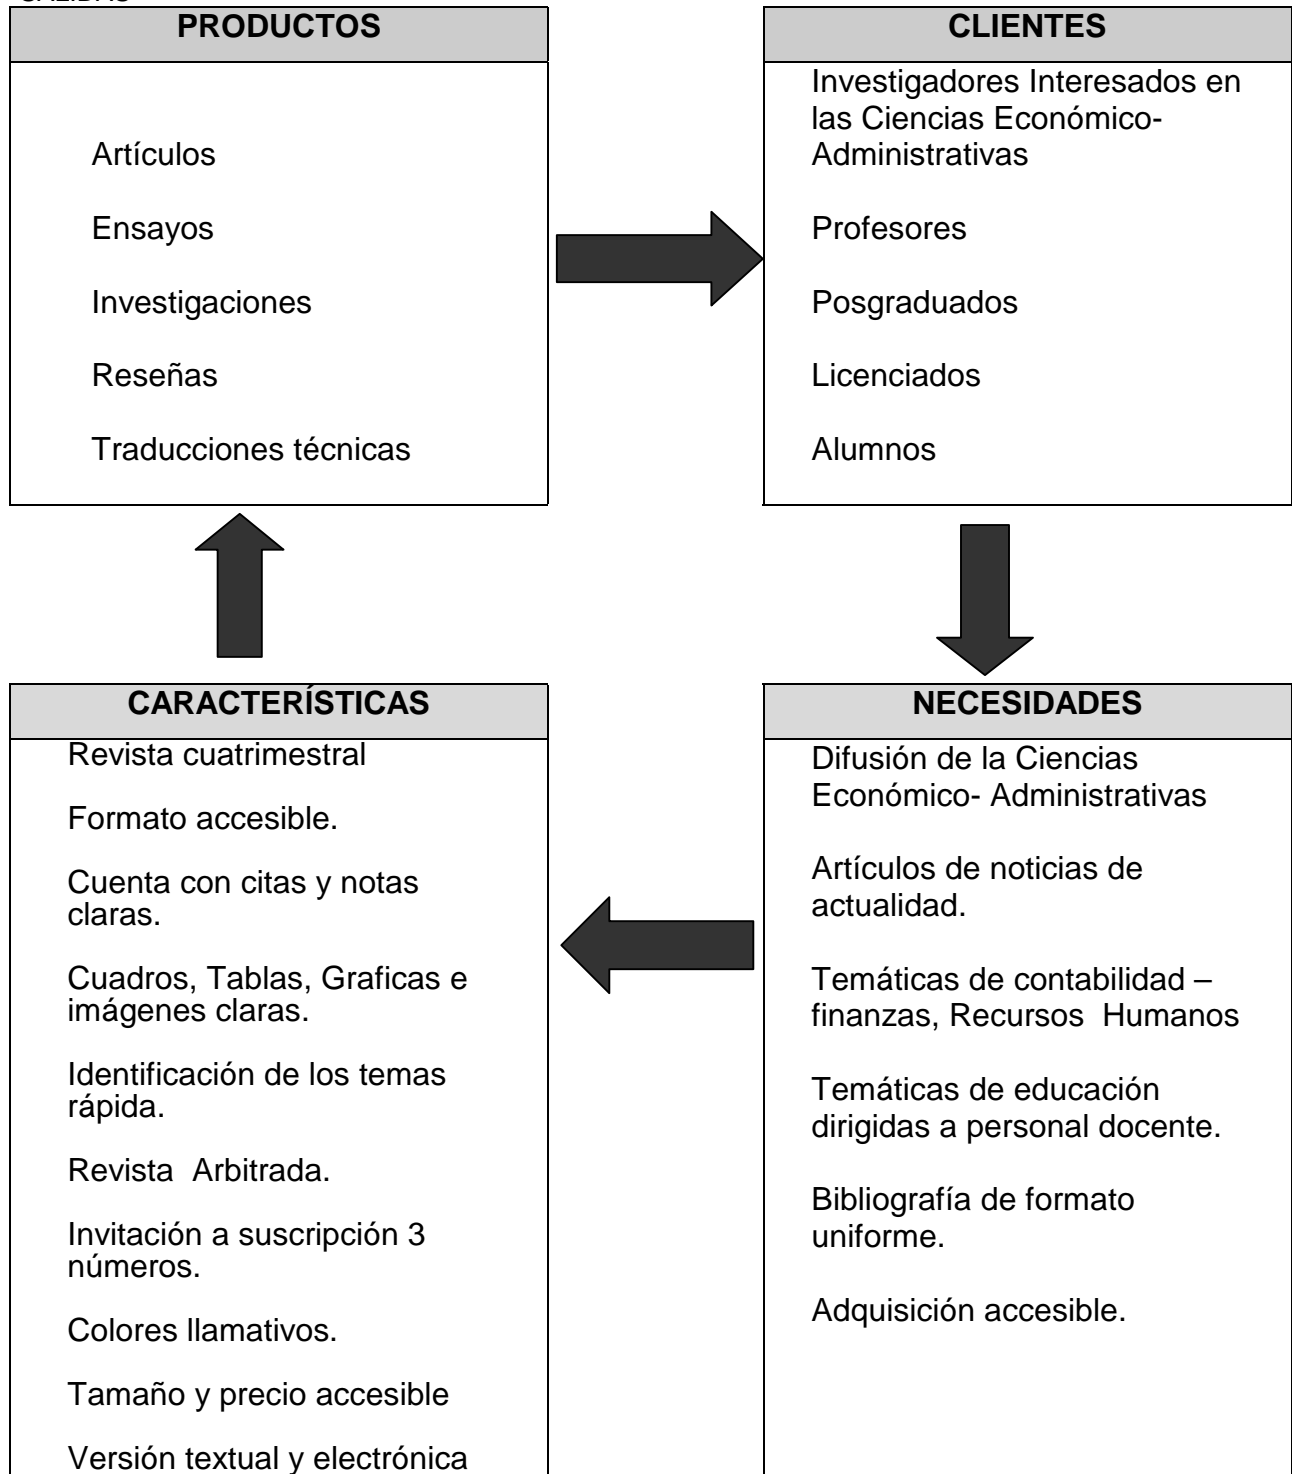 PRODUCTOS
Artículos
Ensayos
Investigaciones
Reseñas
Traducciones técnicas
CLIENTES
Investigadores Interesados en
las Ciencias Económico-
Administrativas
Profesores
Posgraduados
Licenciados
Alumnos
CARACTERÍSTICAS
Revista cuatrimestral
Formato accesible.
Cuenta con citas y notas
claras.
Cuadros, Tablas, Graficas e
imágenes claras.
Identificación de los temas
rápida.
Revista Arbitrada.
Invitación a suscripción 3
números.
Colores llamativos.
Tamaño y precio accesible
Versión textual y electrónica
NECESIDADES
Difusión de la Ciencias
Económico- Administrativas
Artículos de noticias de
actualidad.
Temáticas de contabilidad –
finanzas, Recursos Humanos
Temáticas de educación
dirigidas a personal docente.
Bibliografía de formato
uniforme.
Adquisición accesible.